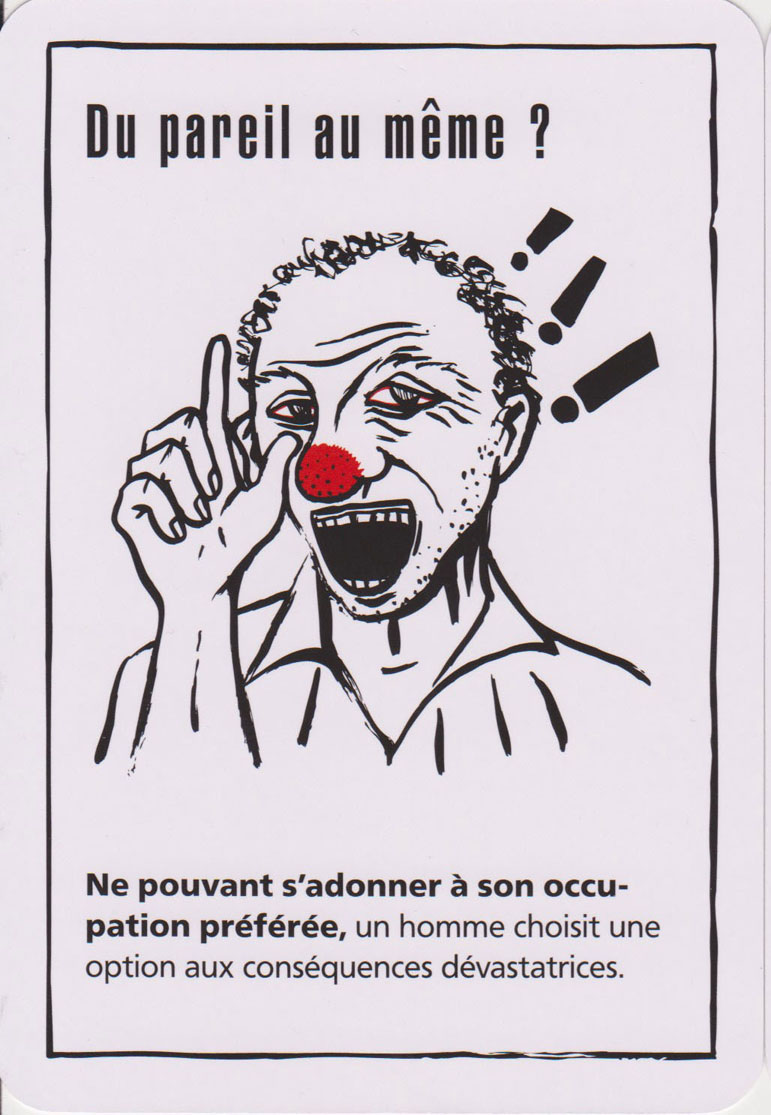 Du pareil au même ?
Ne pouvant s’adonner à son occu-
pation préférée, un homme choisit une
option aux conséquences dévastatrices.